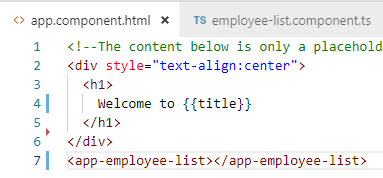 <> app.component.html TS employee-list.component.ts
1 <!--The content below is only a placehold
2 <div style="text-align:center">
3 <h1>
4 Welcome to {{title}}
5 </h1>
6 </div>
7 <app-employee-list></app-employee-list>